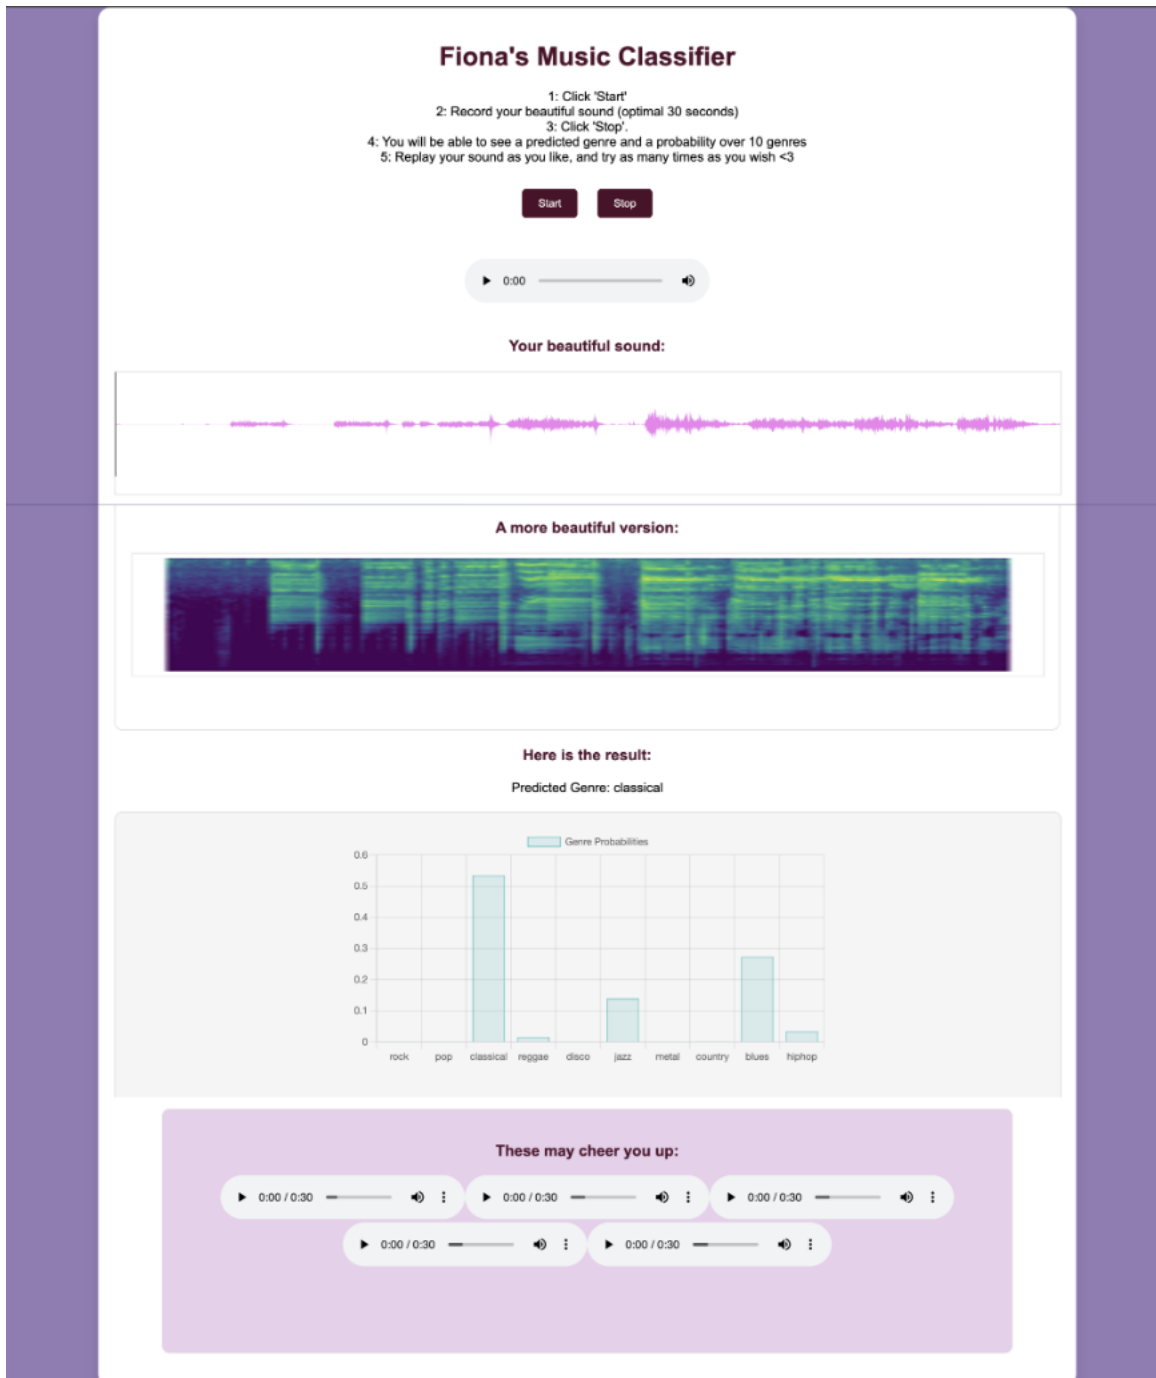 Fiona's Music Classifier
1: Click 'Start'
2: Record your beautiful sound (optimal 30 seconds)
3: Click 'Stop'.
4: You will be able to see a predicted genre and a probability over 10 genres
5: Replay your sound as you like, and try as many times as you wish <3
Start Stop
0:00
Your beautiful sound:
A more beautiful version:
Here is the result:
Predicted Genre: classical
Genre Probabilities
0.6
0.5
0.4
0.3
0.2
0.1
0
rock pop classical reggae disco jazz metal country blues hiphop
These may cheer you up:
0:00 / 0:30 0:00 / 0:30 0:00 / 0:30
0:00 / 0:30 0:00 / 0:30